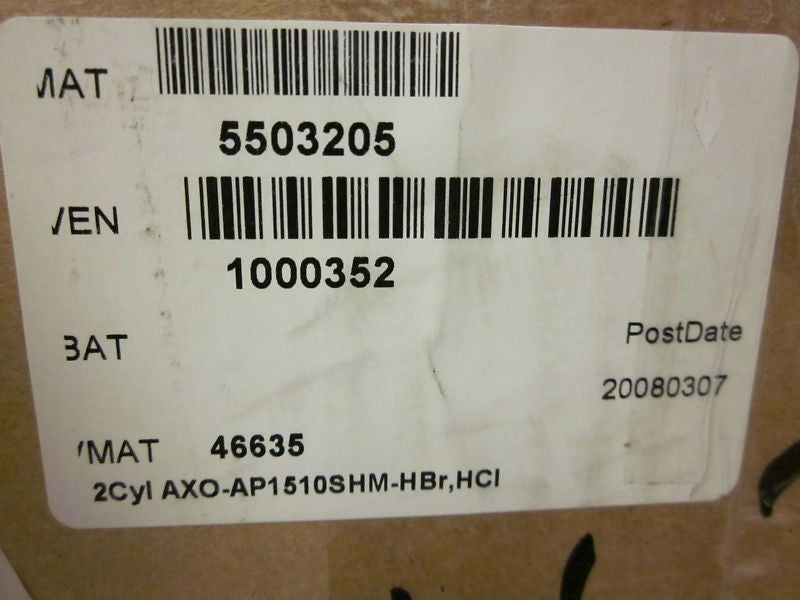 MAT
5503205
VEN
1000352
BAT
PostDate
20080307
VMAT 46635
2Cyl AXO-AP1510SHM-HBr,HCl